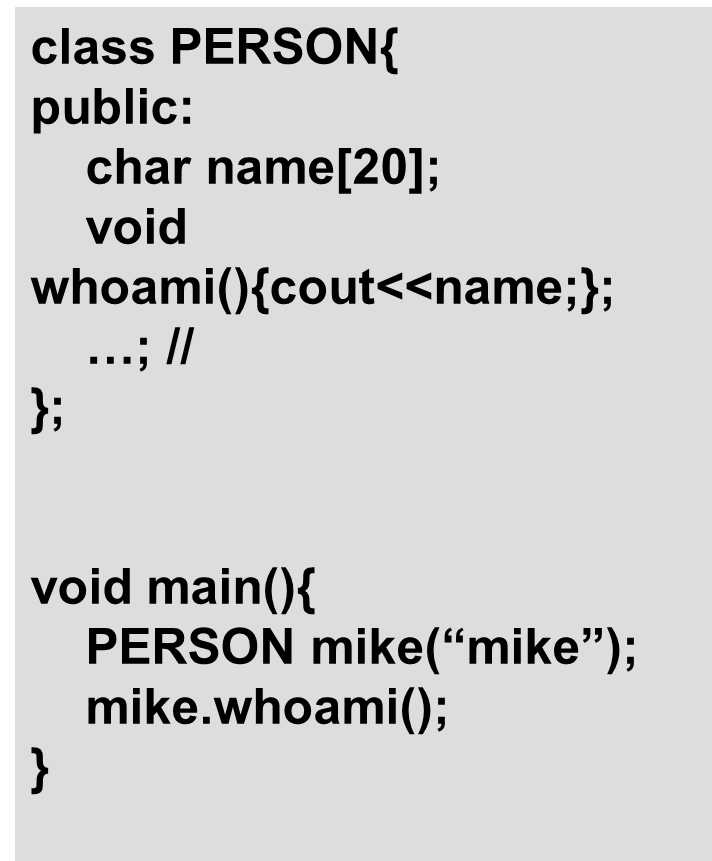 class PERSON{
public:
char name[20];
void
whoami(){cout<<name;};
…; //
};
void main(){
PERSON mike(“mike”);
mike.whoami();
}